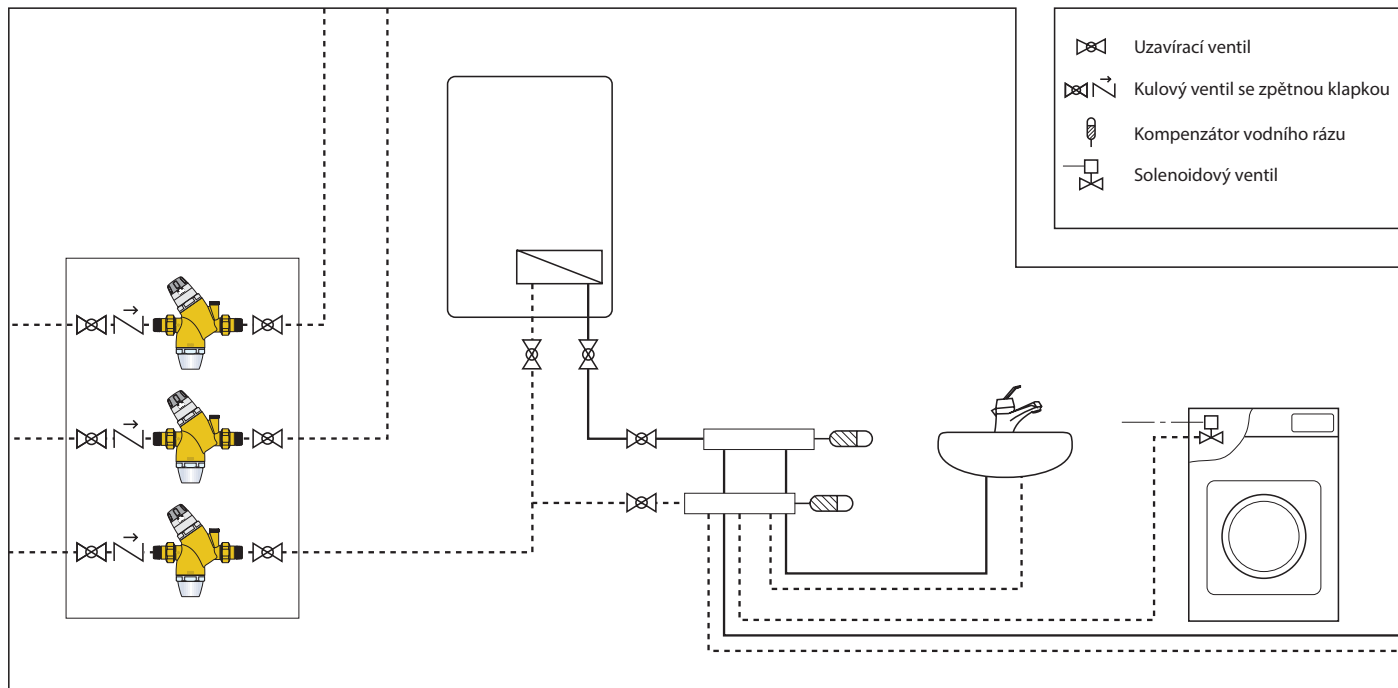 Uzavírací ventil
Kulový ventil se zpětnou klapkou
Kompenzátor vodního rázu
Solenoidový ventil